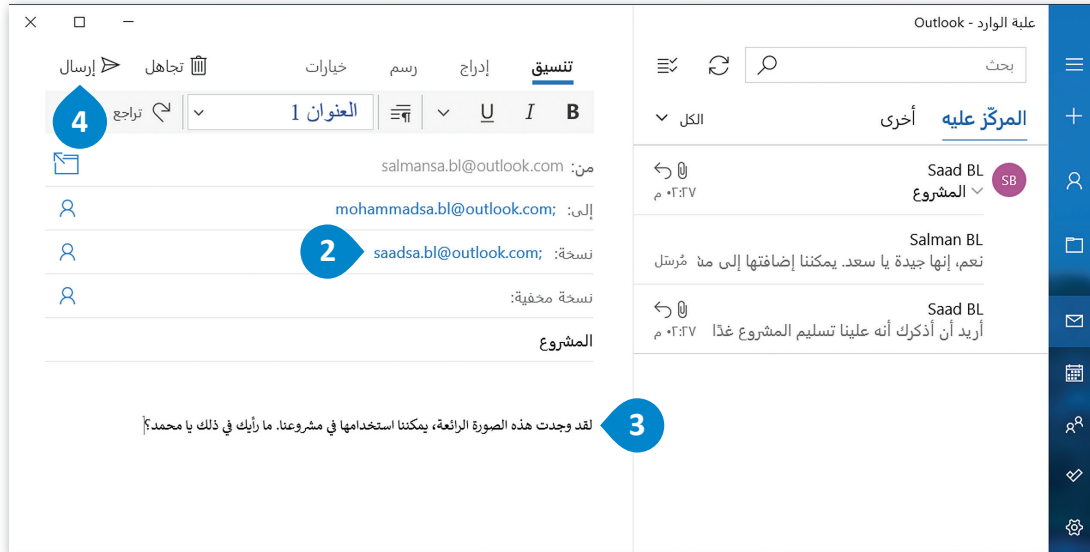 علبة الوارد - Outlook
بحث
المركّز عليه أخرى الكل
Saad BL
SB
المشروع
٠٢:٢٧ م
Salman BL
نعم، إنها جيدة يا سعد. يمكننا إضافتها إلى مُرسَل
Saad BL
أريد أن أذكرك أنه علينا تسليم المشروع غدًا ٠٢:٢٧ م
تنسيق إدراج رسم خيارات تجاهل إرسال
B I U العنوان 1 تراجع
4
من: salmansa.bl@outlook.com
إلى: mohammadsa.bl@outlook.com;
نسخة: saadsa.bl@outlook.com;
2
نسخة مخفية:
المشروع
3
لقد وجدت هذه الصورة الرائعة، يمكننا استخدامها في مشروعنا. ما رأيك في ذلك يا محمد؟